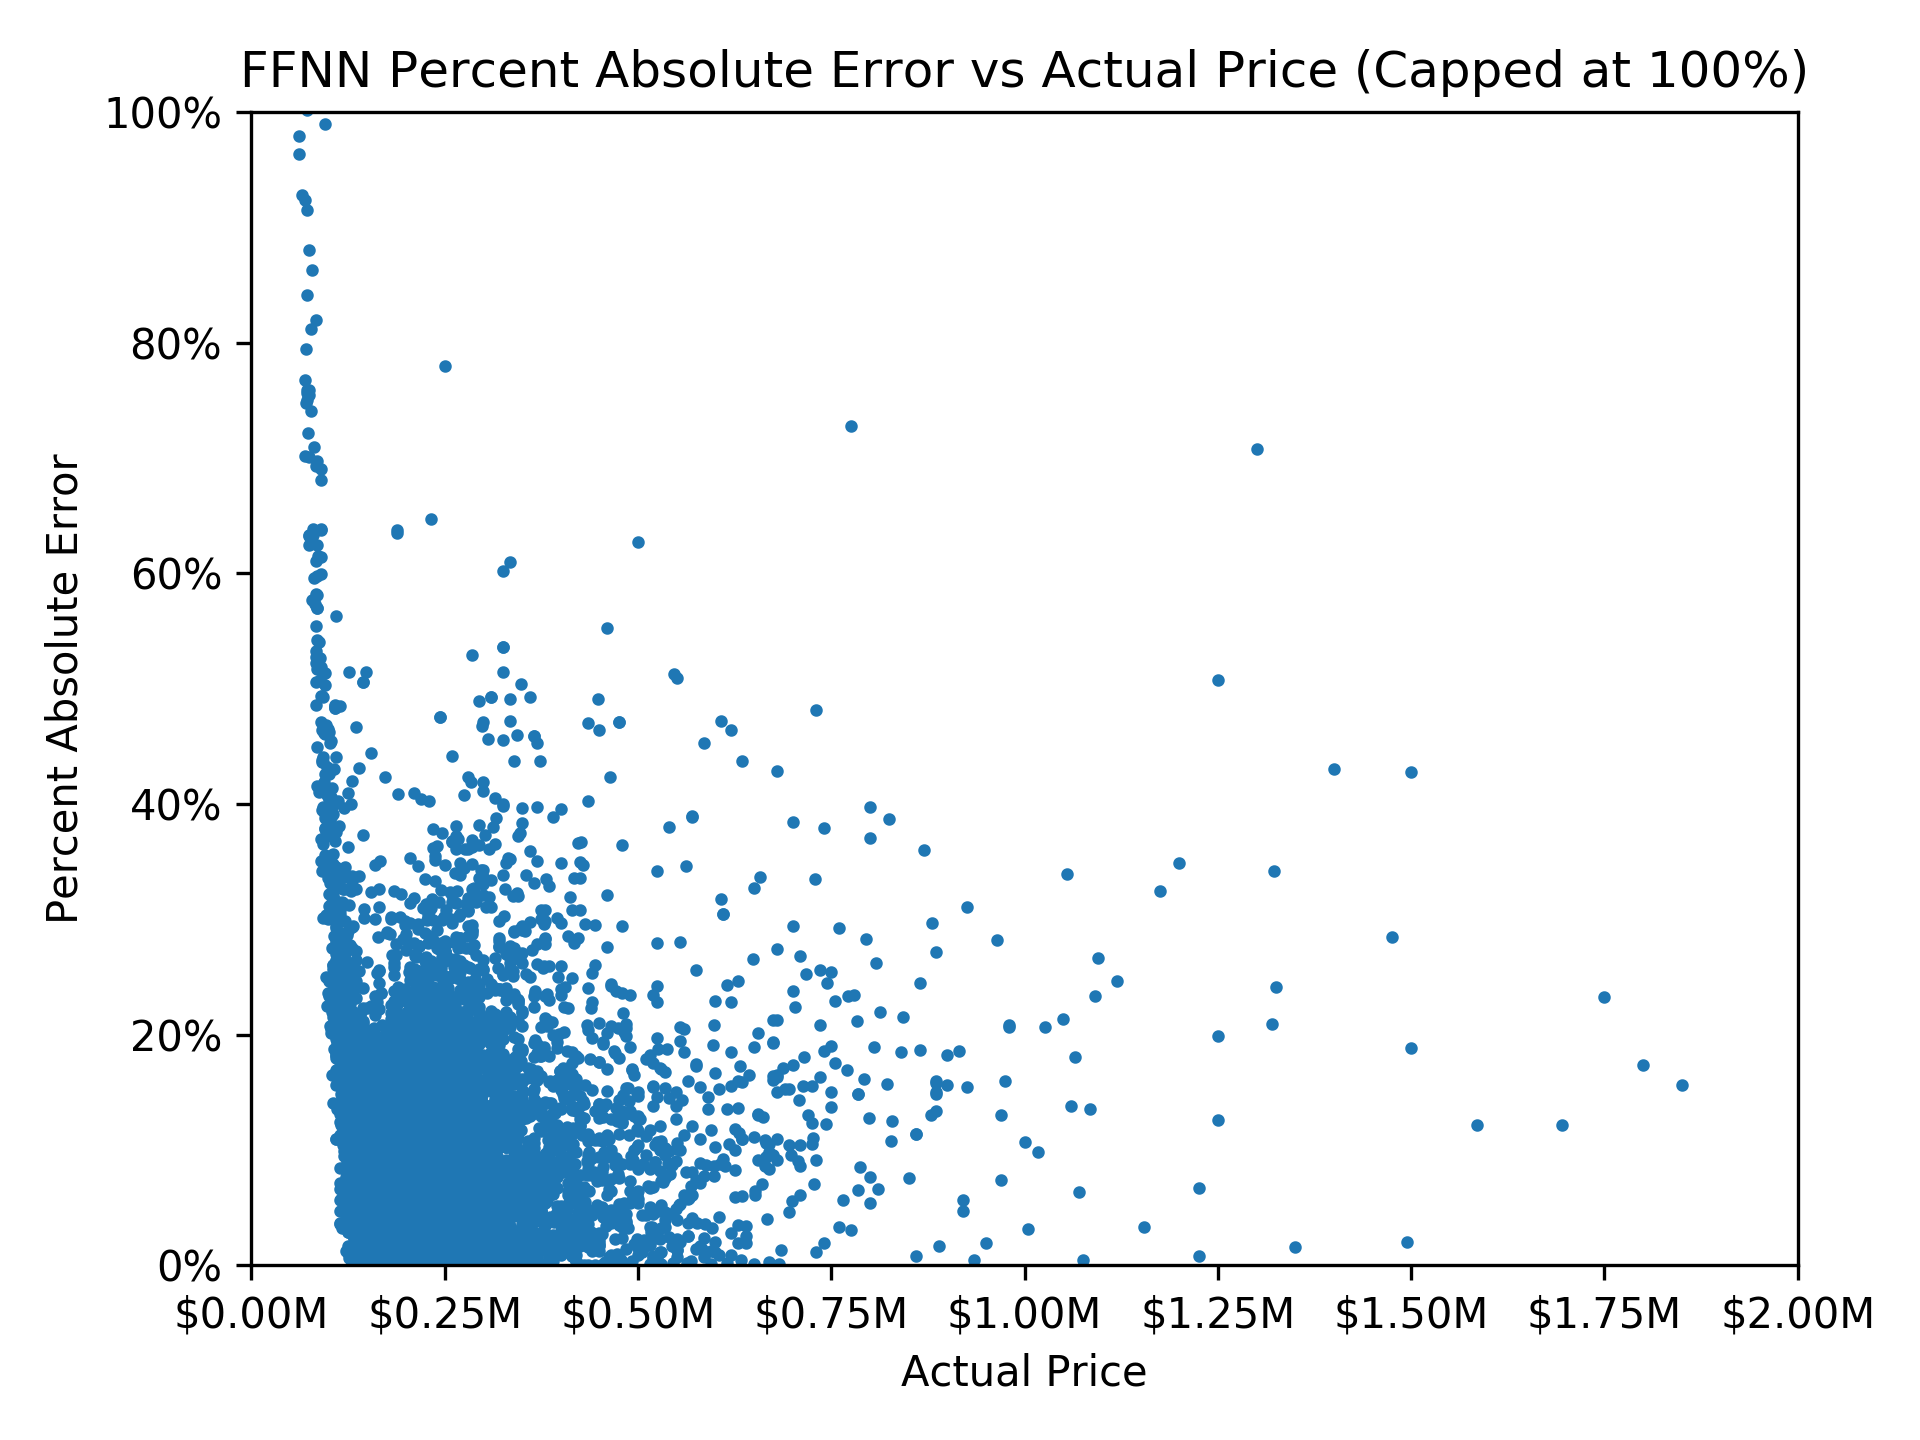 FFNN Percent Absolute Error vs Actual Price (Capped at 100%)
100%
80%
60%
40%
20%
0%
Percent Absolute Error
$0.00M $0.25M $0.50M $0.75M $1.00M $1.25M $1.50M $1.75M $2.00M
Actual Price